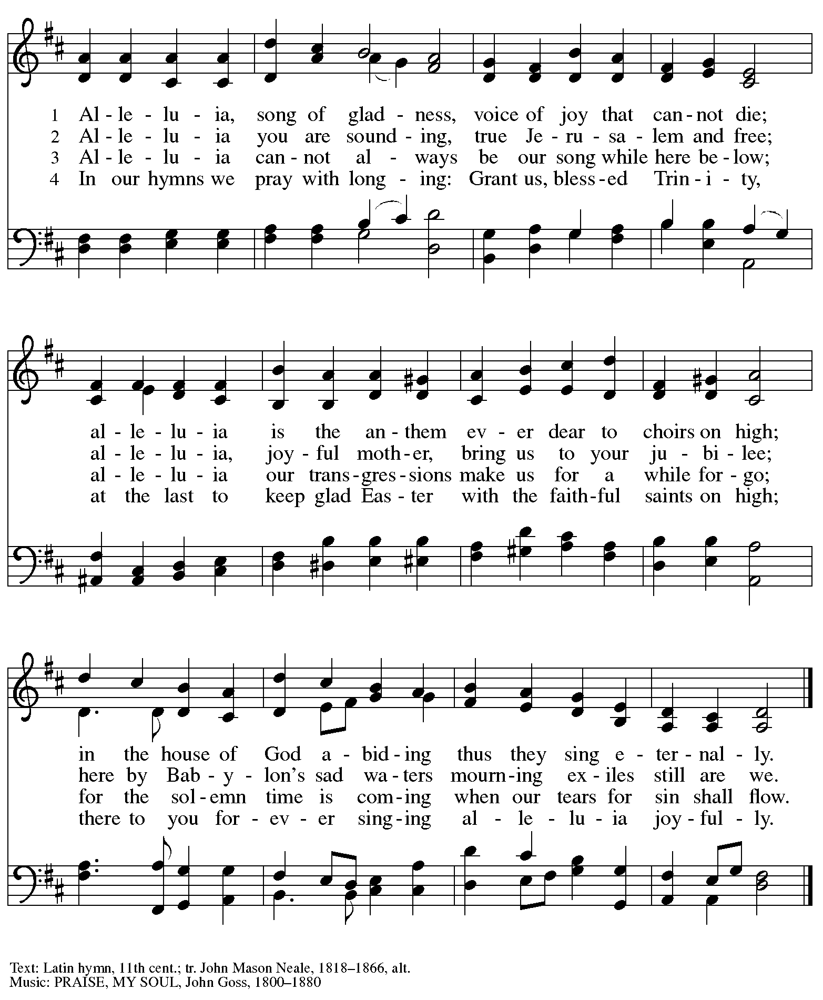 1 Al - le - lu - ia, song of glad - ness, voice of joy that can - not die;
2 Al - le - lu - ia you are sound - ing, true Je - ru - sa - lem and free;
3 Al - le - lu - ia can - not al - ways be our song while here be - low;
4 In our hymns we pray with long - ing: Grant us, bless - ed Trin - i - ty,
al - le - lu - ia is the an - them ev - er dear to choirs on high;
al - le - lu - ia, joy - ful moth - er, bring us to your ju - bi - lee;
al - le - lu - ia our trans - gres - sions make us for a while for - go;
at the last to keep glad Eas - ter with the faith - ful saints on high;
in the house of God a - bid - ing thus they sing e - ter - nal - ly.
here by Bab - y - lon's sad wa - ters mourn - ing ex - iles still are we.
for the sol - emn time is com - ing when our tears for sin shall flow.
there to you for - ev - er sing - ing al - le - lu - ia joy - ful - ly.
Text: Latin hymn, 11th cent.; tr. John Mason Neale, 1818–1866, alt.
Music: PRAISE, MY SOUL, John Goss, 1800–1880